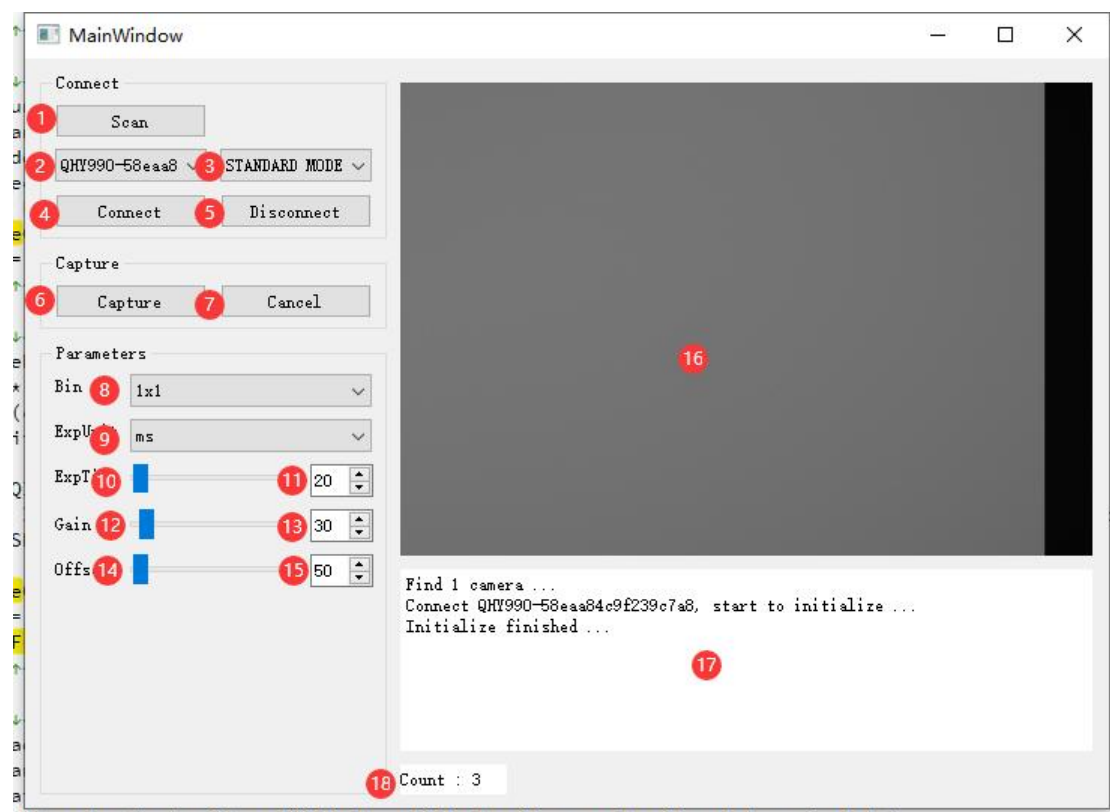 MainWindow
Connect
1
Scan
2 QHY990-58eaa8 3 STANDARD MODE
4 Connect 5 Disconnect
Capture
6 Capture 7 Cancel
Parameters
Bin 8 1x1
9 ms
10 11 20
Gain 12 13 30
14 15 50
16
Find 1 camera ...
Connect QHY990-58eaa84c9f239c7a8, start to initialize ...
Initialize finished ...
17
18 Count : 3